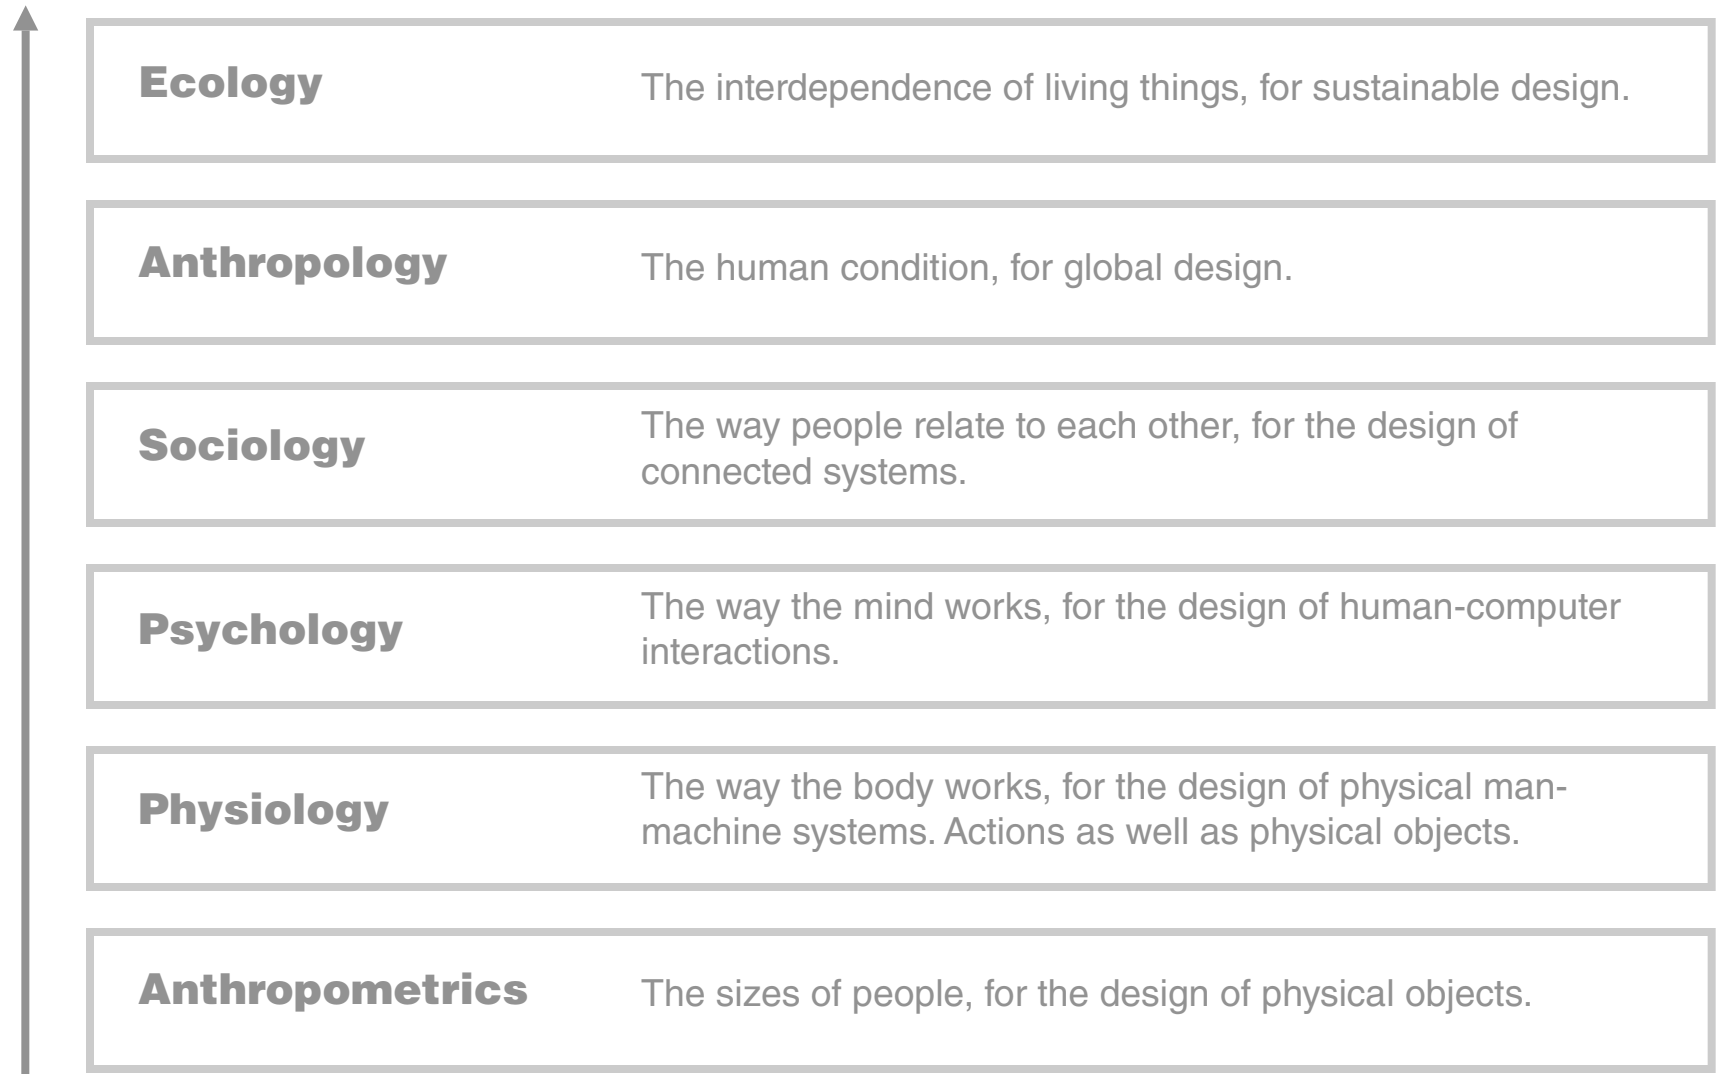 Ecology
The interdependence of living things, for sustainable design.
Anthropology
The human condition, for global design.
Sociology
The way people relate to each other, for the design of
connected systems.
Psychology
The way the mind works, for the design of human-computer
interactions.
Physiology
The way the body works, for the design of physical man-
machine systems. Actions as well as physical objects.
Anthropometrics
The sizes of people, for the design of physical objects.